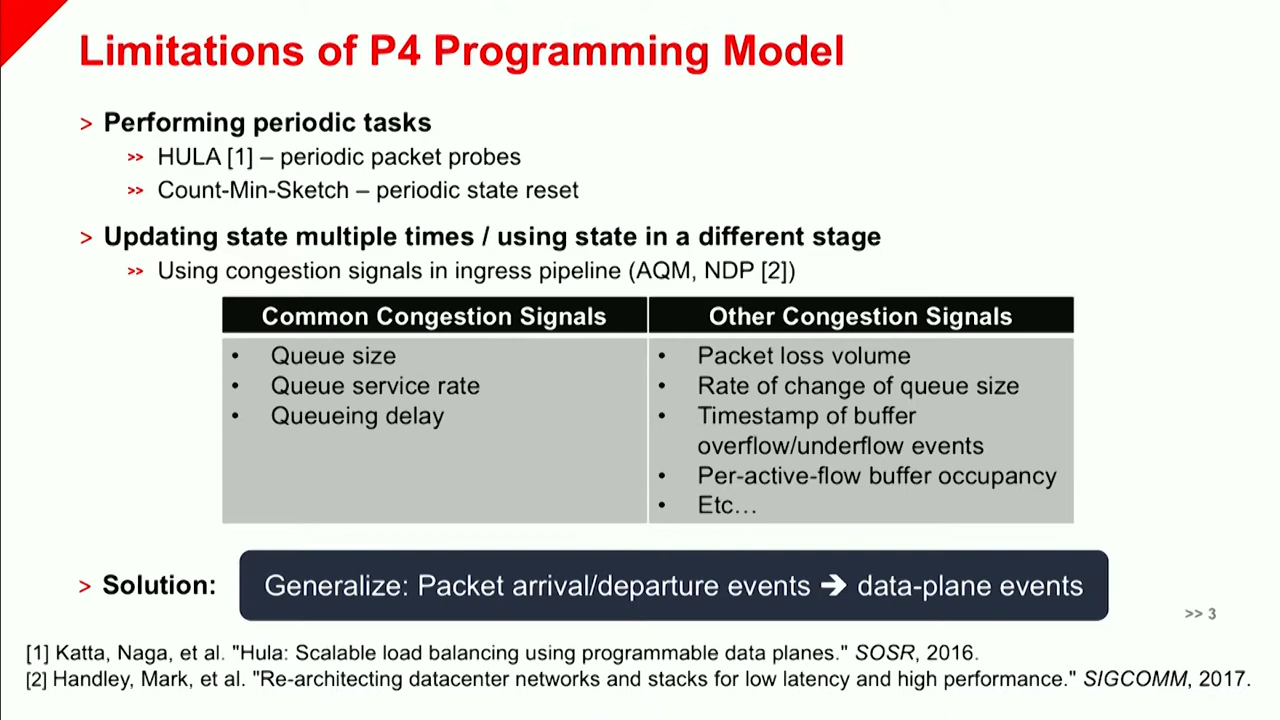 Limitations of P4 Programming Model
> Performing periodic tasks
>> HULA [1] – periodic packet probes
>> Count-Min-Sketch – periodic state reset
> Updating state multiple times / using state in a different stage
>> Using congestion signals in ingress pipeline (AQM, NDP [2])
Common Congestion Signals
• Queue size
• Queue service rate
• Queueing delay
Other Congestion Signals
• Packet loss volume
• Rate of change of queue size
• Timestamp of buffer
overflow/underflow events
• Per-active-flow buffer occupancy
• Etc…
> Solution: Generalize: Packet arrival/departure events ➔ data-plane events
>> 3
[1] Katta, Naga, et al. "Hula: Scalable load balancing using programmable data planes." SOSR, 2016.
[2] Handley, Mark, et al. "Re-architecting datacenter networks and stacks for low latency and high performance." SIGCOMM, 2017.